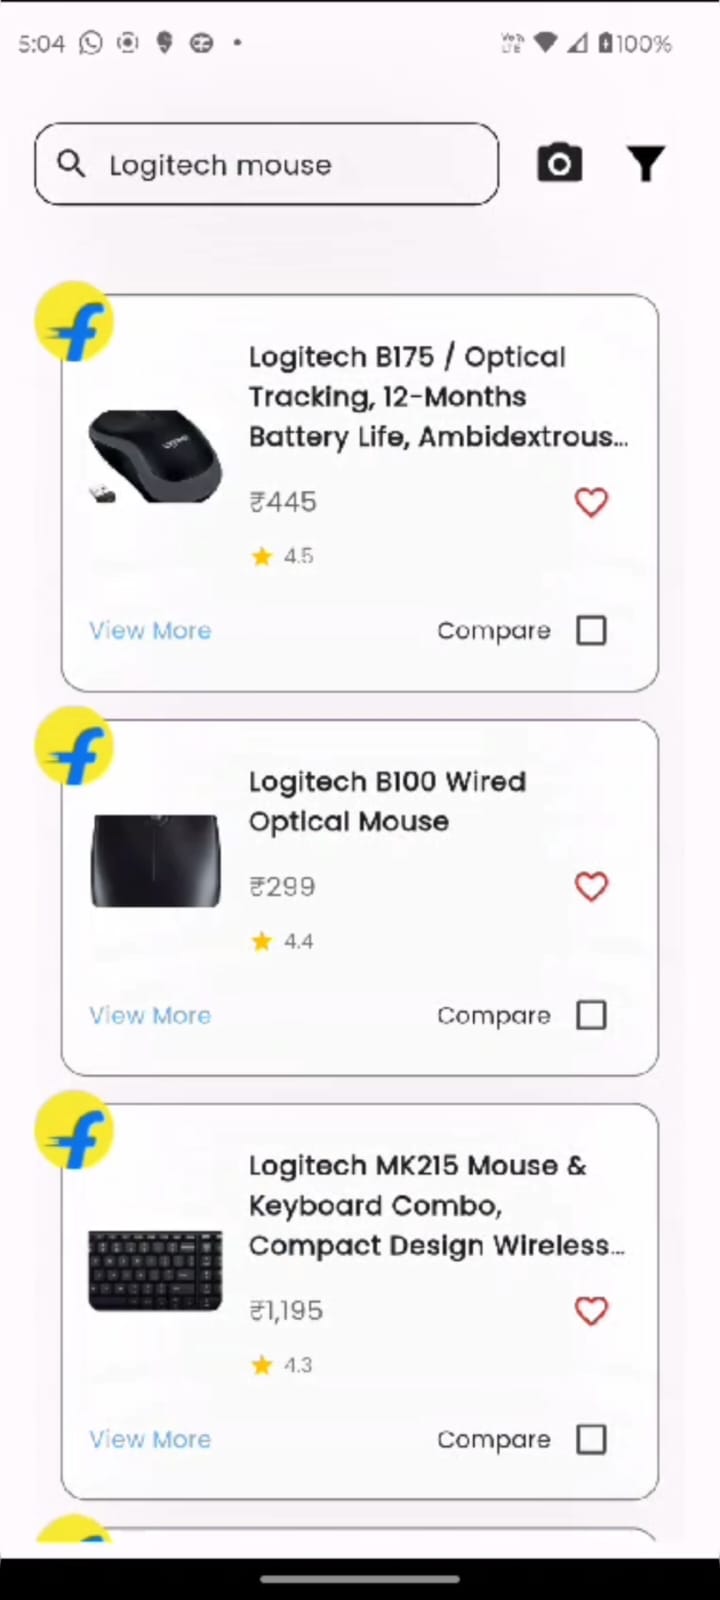 5:04
Vo LTE 100%
Logitech mouse
Logitech B175 / Optical
Tracking, 12-Months
Battery Life, Ambidextrous...
₹445
4.5
View More Compare
Logitech B100 Wired
Optical Mouse
₹299
4.4
View More Compare
Logitech MK215 Mouse &
Keyboard Combo,
Compact Design Wireless...
₹1,195
4.3
View More Compare